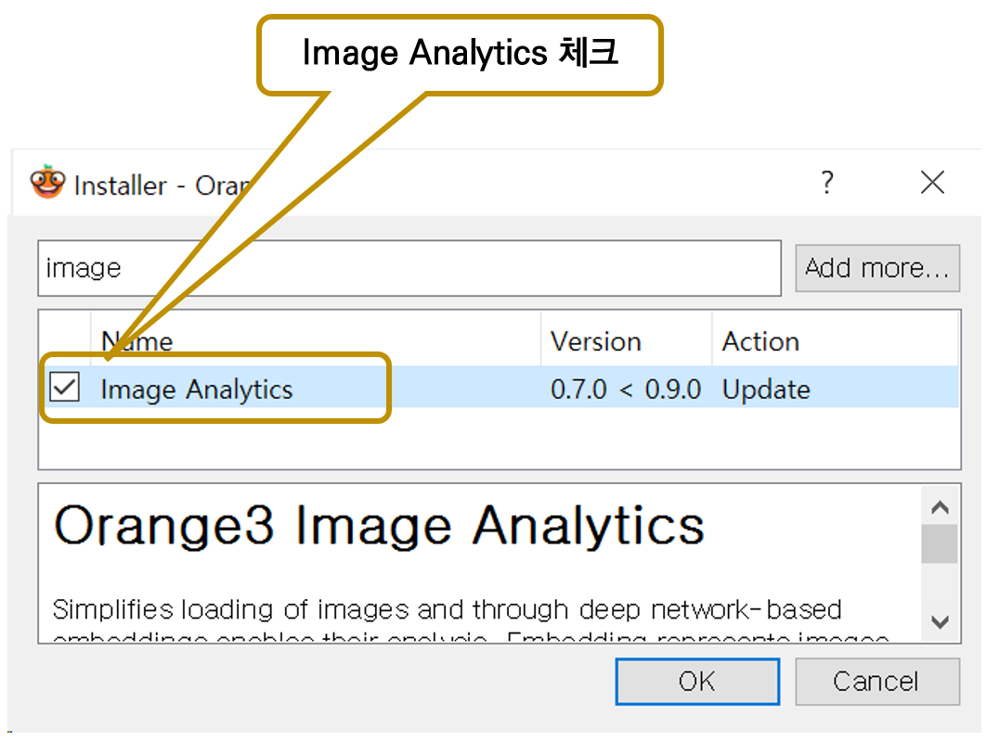 Image Analytics 체크
Installer - Oran
?
image
Add more...
Name Version Action
Image Analytics 0.7.0 < 0.9.0 Update
Orange3 Image Analytics
Simplifies loading of images and through deep network-based
embeddings enables their analysis. Embedding represents images
OK Cancel